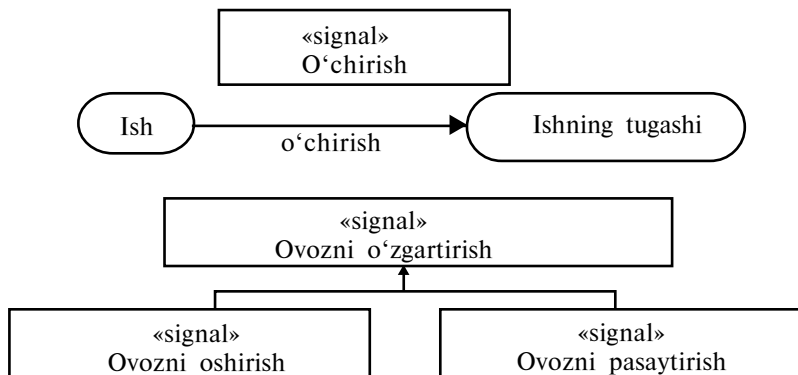 «signal»
O‘chirish
Ish
Ishning tugashi
o‘chirish
«signal»
Ovozni o‘zgartirish
«signal»
Ovozni oshirish
«signal»
Ovozni pasaytirish